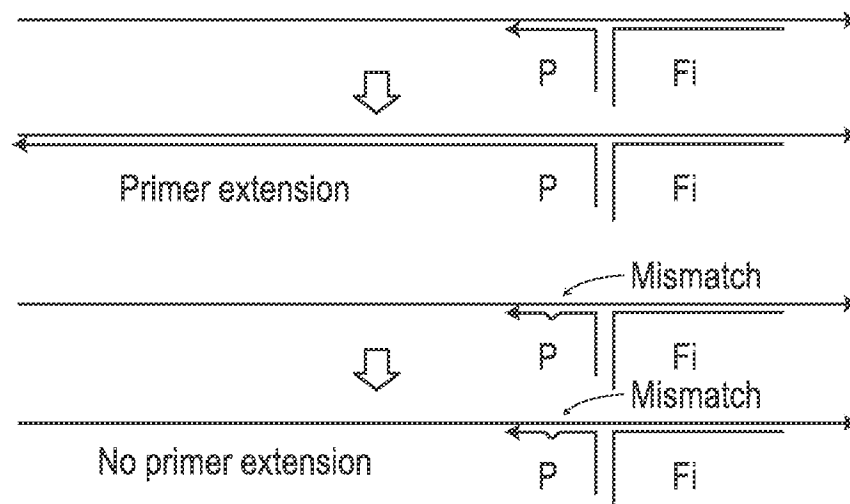 P Fi
Primer extension P Fi
Mismatch
P Fi
Mismatch
No primer extension P Fi